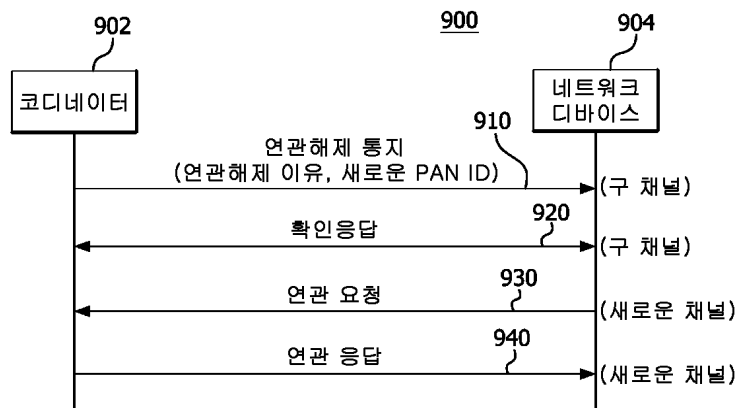 900
902
904
코디네이터
네트워크
디바이스
연관해제 통지
(연관해제 이유, 새로운 PAN ID)
910
(구 채널)
확인응답
920
(구 채널)
연관 요청
930
(새로운 채널)
연관 응답
940
(새로운 채널)